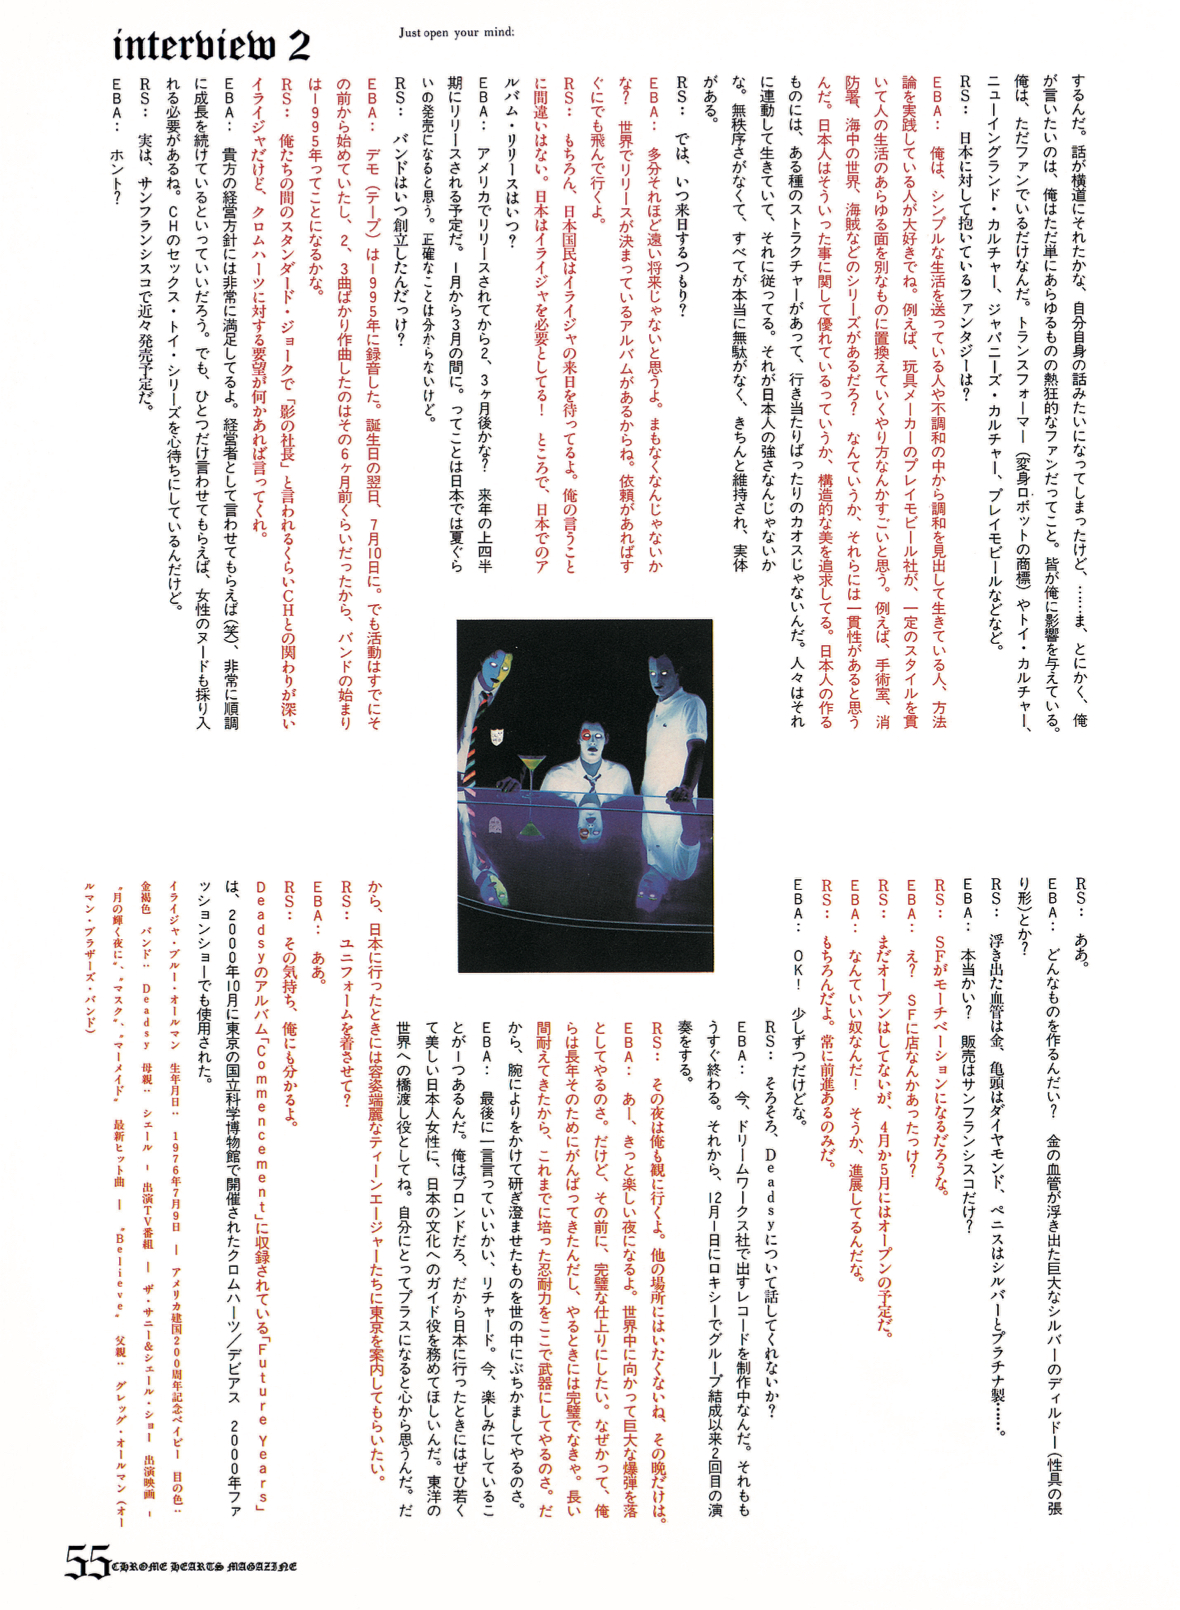 interview 2
Just open your mind:
するんだ。話が横道にそれたかな、自分自身の話みたいになってしまったけど、……ま、とにかく、俺
が言いたいのは、俺はただ単にあらゆるものの熱狂的なファンだってこと。皆が俺に影響を与えている。
俺は、ただファンでいるだけなんだ。トランスフォーマー（変身ロボットの商標）やトイ・カルチャー、
ニューイングランド・カルチャー、ジャパニーズ・カルチャー、プレイモビールなどなど。
RS： 日本に対して抱いているファンタジーは？
EBA： 俺は、シンプルな生活を送っている人や不調和の中から調和を見出して生きている人、方法
論を実践している人が大好きでね。例えば、玩具メーカーのプレイモビール社が、一定のスタイルを貫
いて人の生活のあらゆる面を別なものに置換えていくやり方なんかすごいと思う。例えば、手術室、消
防署、海中の世界、海賊などのシリーズがあるだろ？ なんていうか、それらには一貫性があると思う
んだ。日本人はそういった事に関して優れているっていうか、構造的な美を追求してる。日本人の作る
ものには、ある種のストラクチャーがあって、行き当たりばったりのカオスじゃないんだ。人々はそれ
に連動して生きていて、それに従ってる。それが日本人の強さなんじゃないか
な。無秩序さがなくて、すべてが本当に無駄がなく、きちんと維持され、実体
がある。
RS： では、いつ来日するつもり？
EBA： 多分それほど遠い将来じゃないと思うよ。まもなくなんじゃないか
な？ 世界でリリースが決まっているアルバムがあるからね。依頼があればす
ぐにでも飛んで行くよ。
RS： もちろん、日本国民はイライジャの来日を待ってるよ。俺の言うこと
に間違いはない。日本はイライジャを必要としてる！ ところで、日本でのア
ルバム・リリースはいつ？
EBA： アメリカでリリースされてから2、3ヶ月後かな？ 来年の上四半
期にリリースされる予定だ。1月から3月の間に。ってことは日本では夏ぐら
いの発売になると思う。正確なことは分からないけど。
RS： バンドはいつ創立したんだっけ？
EBA： デモ（テープ）は1995年に録音した。誕生日の翌日、7月10日に。でも活動はすでにそ
の前から始めていたし、2、3曲ばかり作曲したのはその6ヶ月前くらいだったから、バンドの始まり
は1995年ってことになるかな。
RS： 俺たちの間のスタンダード・ジョークで「影の社長」と言われるくらいCHとの関わりが深い
イライジャだけど、クロムハーツに対する要望が何かあれば言ってくれ。
EBA： 貴方の経営方針には非常に満足してるよ。経営者として言わせてもらえば（笑）、非常に順調
に成長を続けているといっていいだろう。でも、ひとつだけ言わせてもらえば、女性のヌードも採り入
れる必要があるね。CHのセックス・トイ・シリーズを心待ちにしているんだけど。
RS： 実は、サンフランシスコで近々発売予定だ。
EBA： ホント？
RS： ああ。
EBA： どんなものを作るんだい？ 金の血管が浮き出た巨大なシルバーのディルドー（性具の張
り形）とか？
RS： 浮き出た血管は金、亀頭はダイヤモンド、ペニスはシルバーとプラチナ製……。
EBA： 本当かい？ 販売はサンフランシスコだけ？
RS： SFがモーチベーションになるだろうな。
EBA： え？ SFに店なんかあったっけ？
RS： まだオープンはしてないが、4月か5月にはオープンの予定だ。
EBA： なんていい奴なんだ！ そうか、進展してるんだな。
RS： もちろんだよ。常に前進あるのみだ。
EBA： OK！ 少しずつだけどな。
RS： そろそろ、Deadsyについて話してくれないか？
EBA： 今、ドリームワークス社で出すレコードを制作中なんだ。それもも
うすぐ終わる。それから、12月1日にロキシーでグループ結成以来2回目の演
奏をする。
RS： その夜は俺も観に行くよ。他の場所にはいたくないね、その晩だけは。
EBA： あー、きっと楽しい夜になるよ。世界中に向かって巨大な爆弾を落
としてやるのさ。だけど、その前に、完璧な仕上りにしたい。なぜかって、俺
らは長年そのためにがんばってきたんだし、やるときには完璧でなきゃ。長い
間耐えてきたから、これまでに培った忍耐力をここで武器にしてやるのさ。だ
から、腕によりをかけて研ぎ澄ませたものを世の中にぶちかましてやるのさ。
EBA： 最後に一言言っていいかい、リチャード。今、楽しみにしているこ
とが一つあるんだ。俺はブロンドだろ、だから日本に行ったときにはぜひ若く
て美しい日本人女性に、日本の文化へのガイド役を務めてほしいんだ。東洋の
世界への橋渡し役としてね。自分にとってプラスになると心から思うんだ。だ
から、日本に行ったときには容姿端麗なティーンエージャーたちに東京を案内してもらいたい。
RS： ユニフォームを着させて？
EBA： ああ。
RS： その気持ち、俺にも分かるよ。
Deadsyのアルバム「Commencement」に収録されている「Future Years」
は、2000年10月に東京の国立科学博物館で開催されたクロムハーツ／デビアス 2000年ファ
ッションショーでも使用された。
イライジャ・ブルー・オールマン 生年月日： 1976年7月9日 ― アメリカ建国200周年記念ベイビー 目の色：
金褐色 バンド： Deadsy 母親： シェール ― 出演TV番組 ― ザ・サニー&シェール・ショー 出演映画 ―
“月の輝く夜に”、“マスク”、“マーメイド” 最新ヒット曲 ― “Believe” 父親： グレッグ・オールマン（オー
ルマン・ブラザーズ・バンド）
55 CHROME HEARTS MAGAZINE